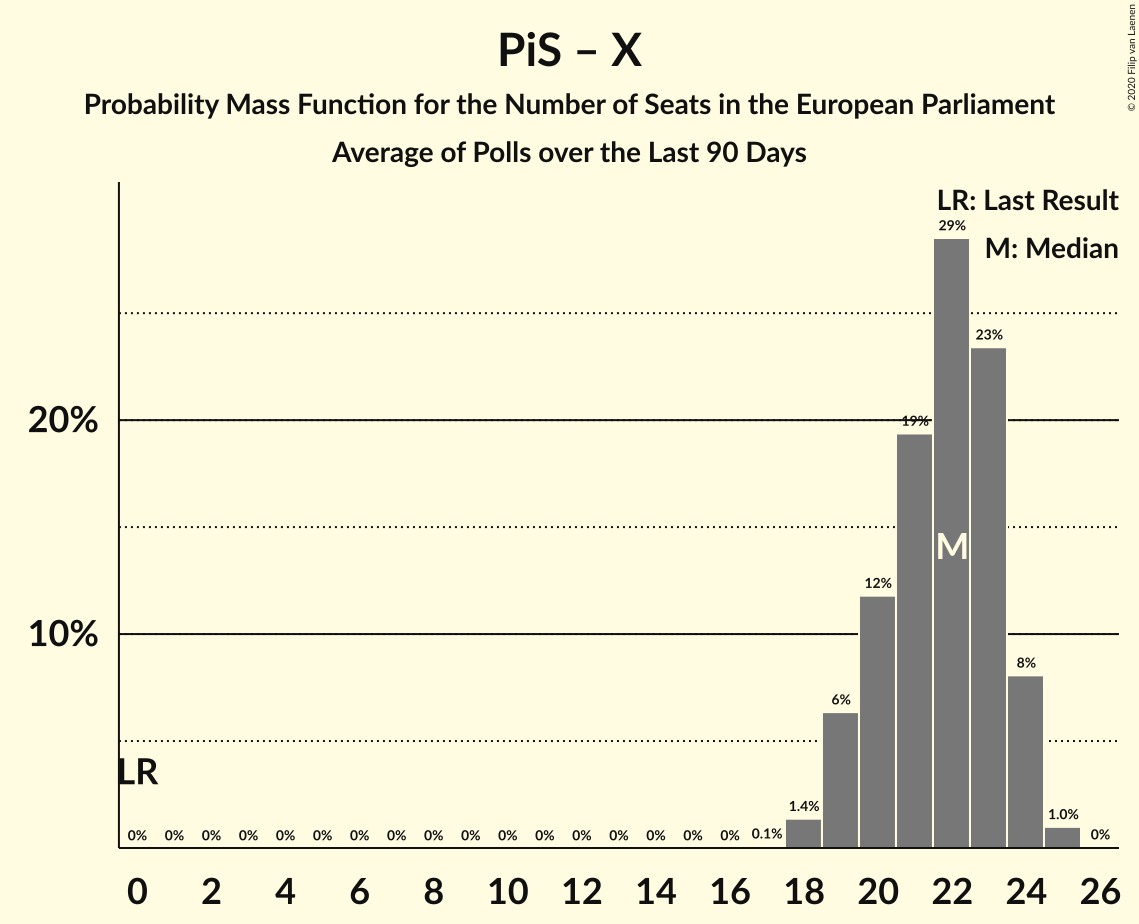 PiS – X
Probability Mass Function for the Number of Seats in the European Parliament
Average of Polls over the Last 90 Days
© 2020 Filip van Laenen
LR: Last Result
M: Median
29%
23%
20%
19%
M
12%
10%
8%
6%
LR
1.4%
1.0%
0% 0% 0% 0% 0% 0% 0% 0% 0% 0% 0% 0% 0% 0% 0% 0% 0% 0.1% 0%
0 2 4 6 8 10 12 14 16 18 20 22 24 26